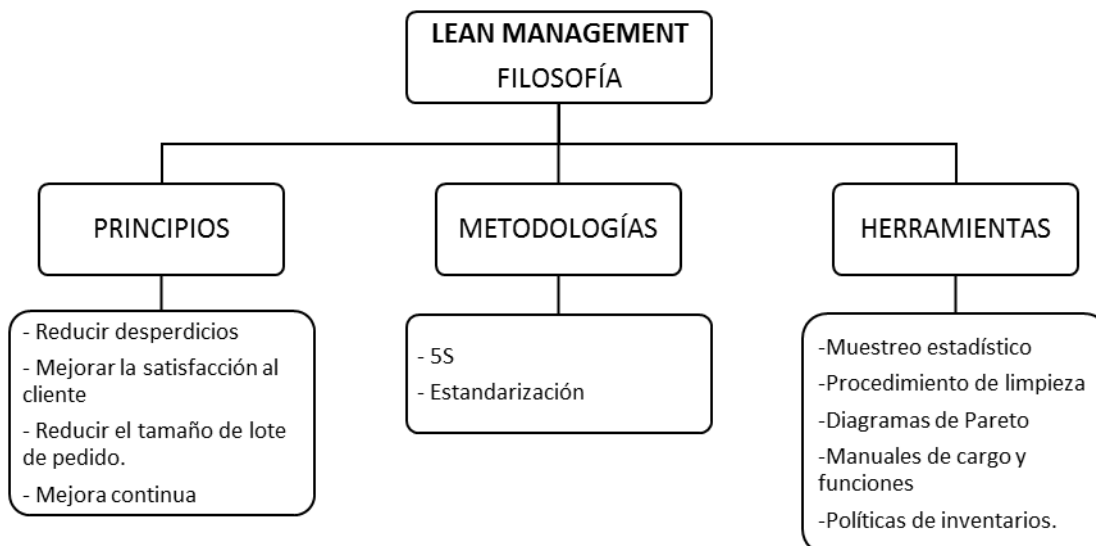 LEAN MANAGEMENT
FILOSOFÍA
PRINCIPIOS
METODOLOGÍAS
HERRAMIENTAS
- Reducir desperdicios
- Mejorar la satisfacción al
cliente
- Reducir el tamaño de lote
de pedido.
- Mejora continua
- 5S
- Estandarización
-Muestreo estadístico
-Procedimiento de limpieza
-Diagramas de Pareto
-Manuales de cargo y
funciones
-Políticas de inventarios.